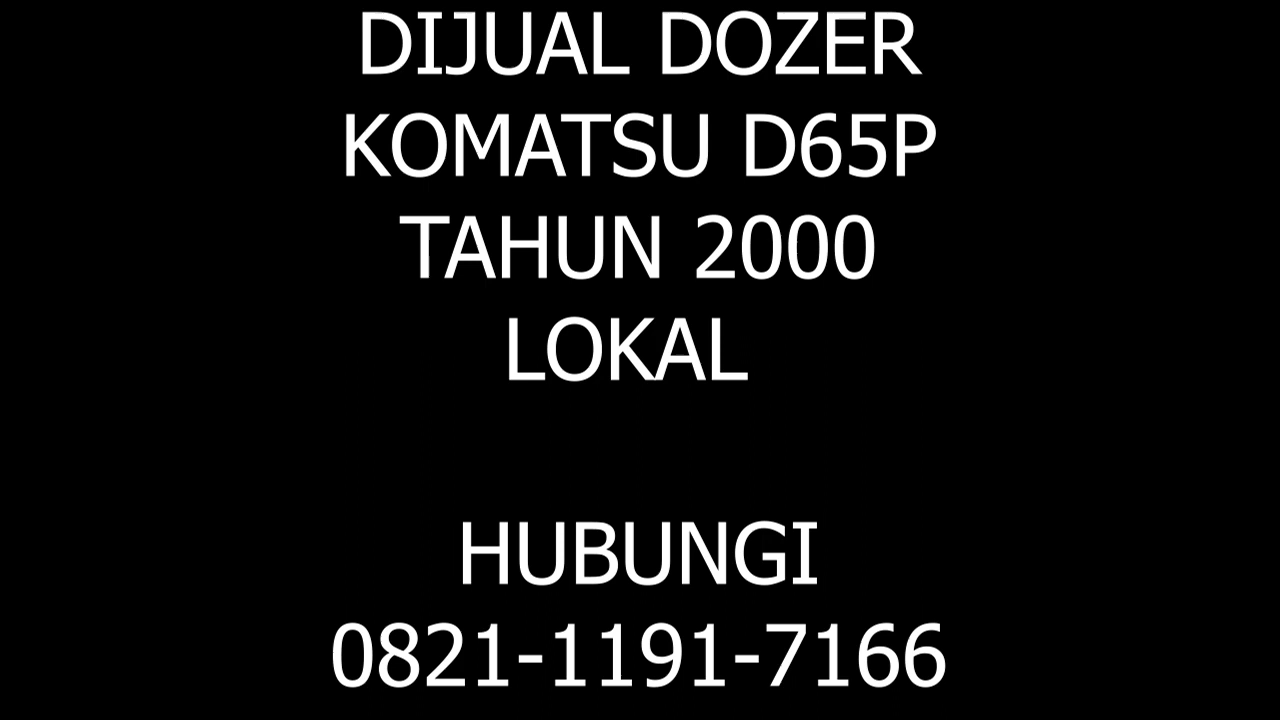 DIJUAL DOZER
KOMATSU D65P
TAHUN 2000
LOKAL
HUBUNGI
0821-1191-7166